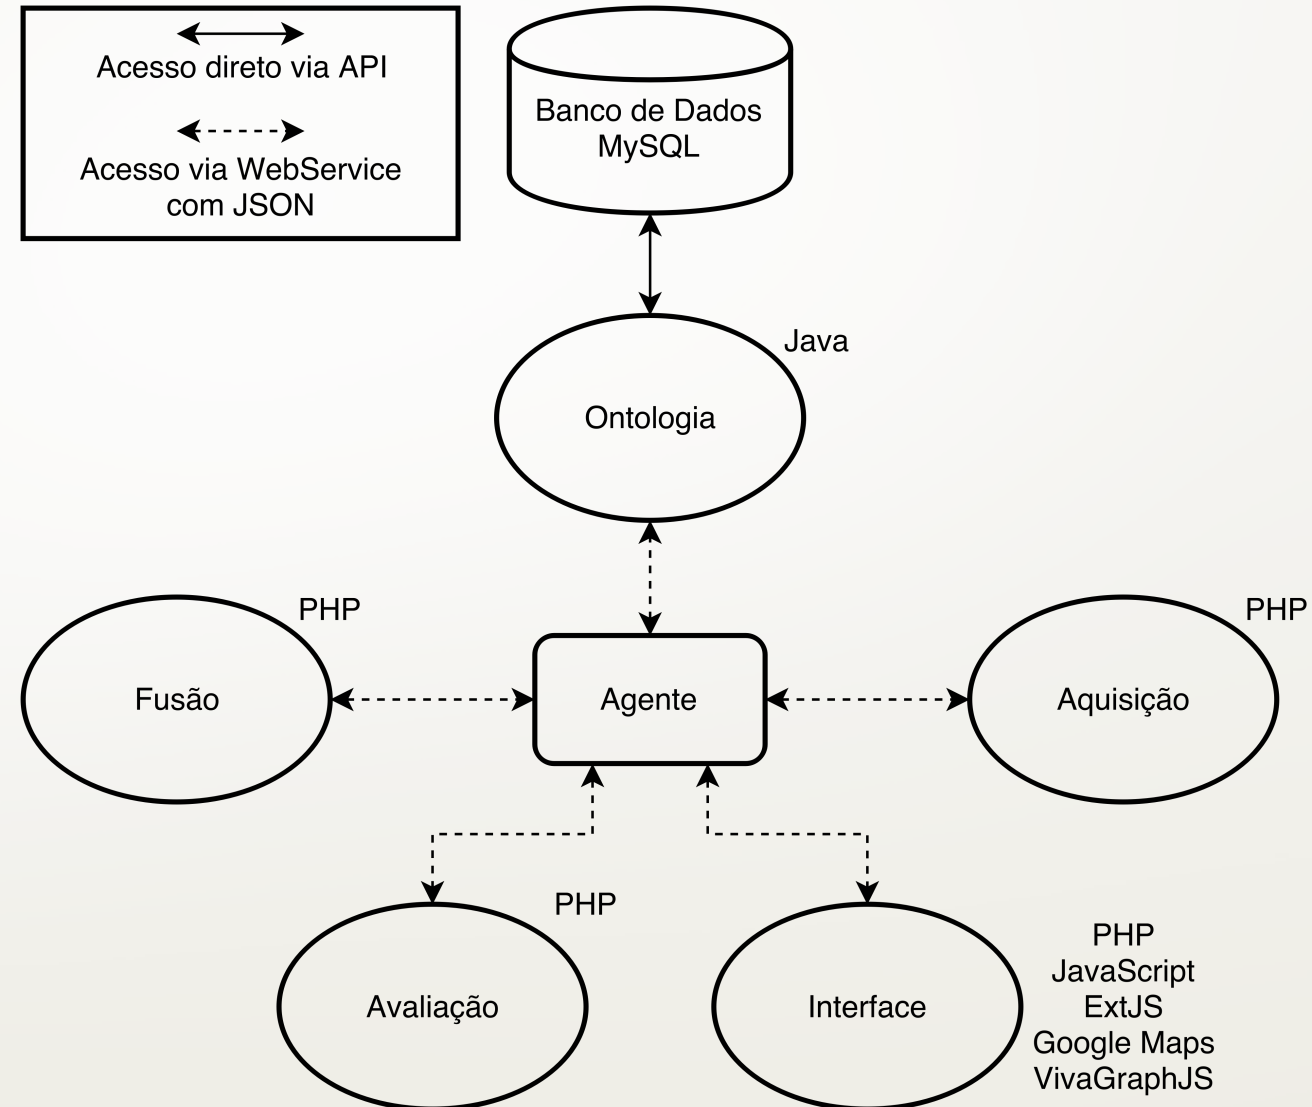 Acesso direto via API
Acesso via WebService
com JSON
Banco de Dados
MySQL
Java
Ontologia
PHP
Fusão
Agente
PHP
Aquisição
PHP
Avaliação
Interface
PHP
JavaScript
ExtJS
Google Maps
VivaGraphJS